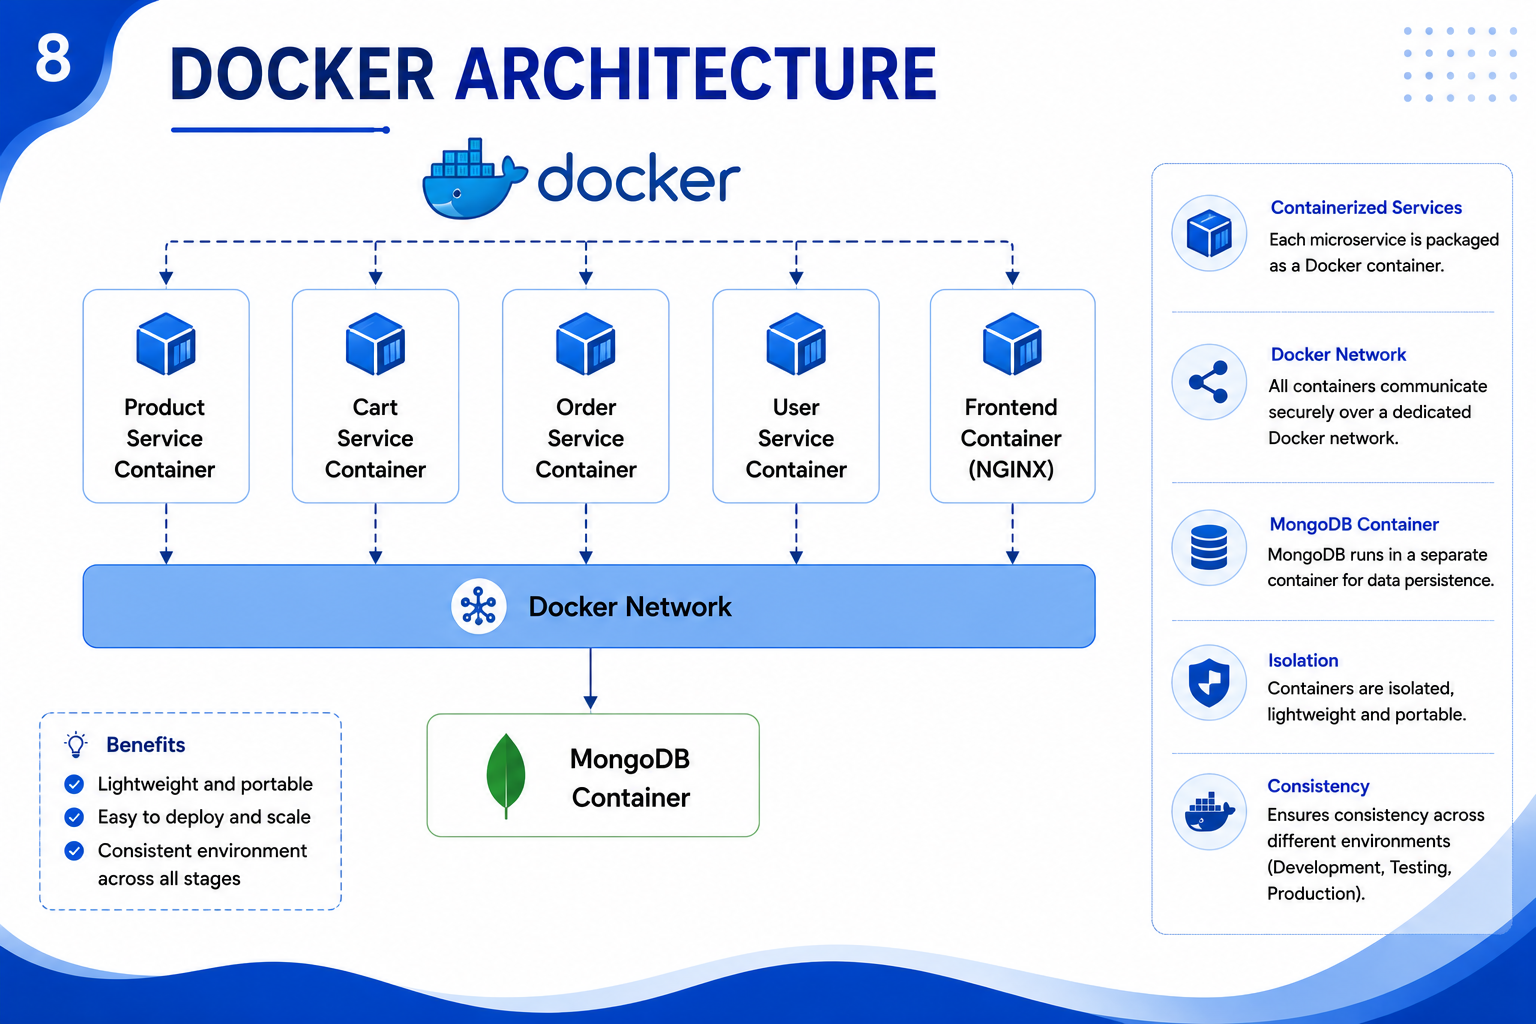 8
DOCKER ARCHITECTURE
docker
Product
Service
Container
Cart
Service
Container
Order
Service
Container
User
Service
Container
Frontend
Container
(NGINX)
Docker Network
MongoDB
Container
Benefits
Lightweight and portable
Easy to deploy and scale
Consistent environment
across all stages
Containerized Services
Each microservice is packaged
as a Docker container.
Docker Network
All containers communicate
securely over a dedicated
Docker network.
MongoDB Container
MongoDB runs in a separate
container for data persistence.
Isolation
Containers are isolated,
lightweight and portable.
Consistency
Ensures consistency across
different environments
(Development, Testing,
Production).